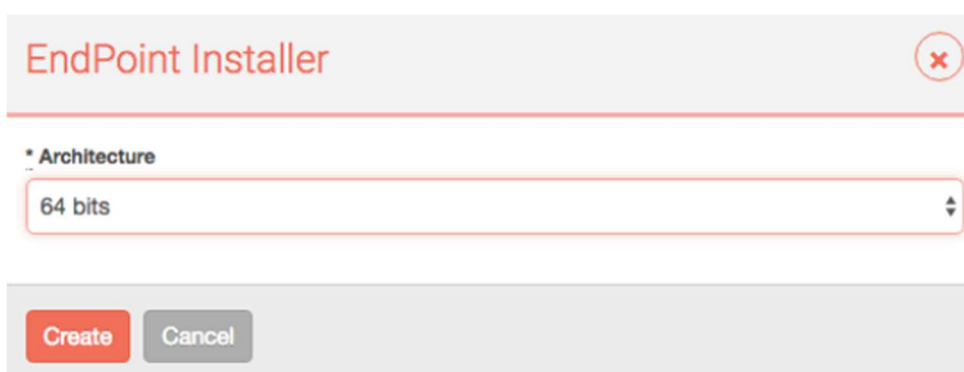 EndPoint Installer
* Architecture
64 bits
Create Cancel